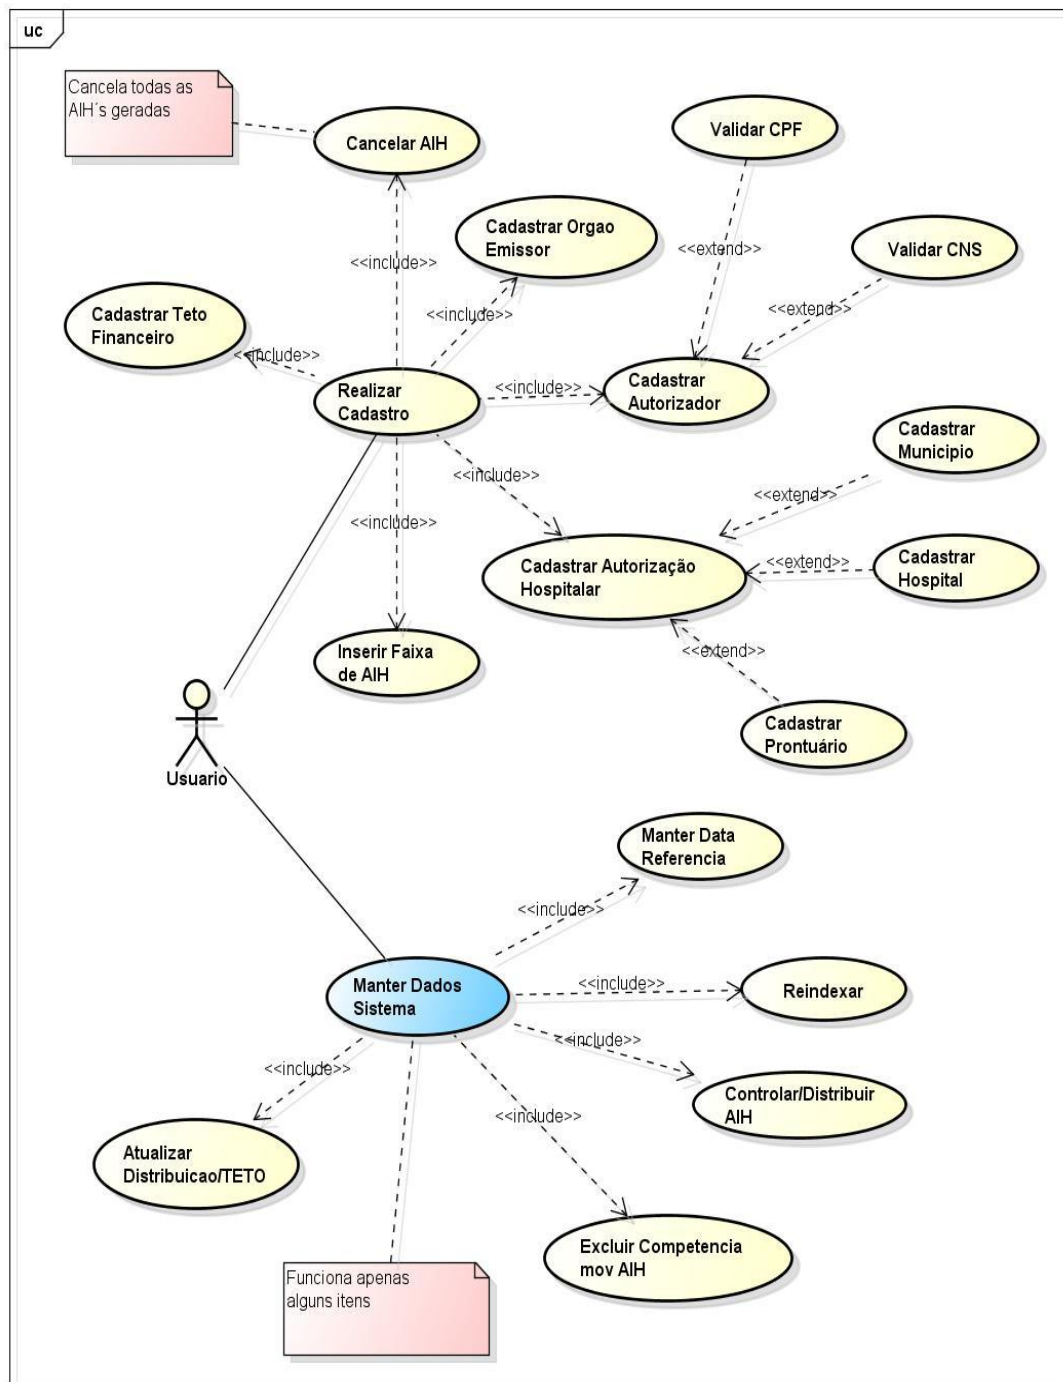 uc
Cancela todas as
AIH´s geradas
Cancelar AIH
Validar CPF
Cadastrar Orgao
Emissor
<<extend>>
Validar CNS
<<include>>
Cadastrar Teto
Financeiro
<<include>>
<<extend>>
<<include>>
Realizar
Cadastro
<<include>>
Cadastrar
Autorizador
Cadastrar
Municipio
<<include>>
<<extend>>
<<include>>
Cadastrar Autorização
Hospitalar
<<extend>>
Cadastrar
Hospital
Inserir Faixa
de AIH
<<extend>>
Cadastrar
Prontuário
Usuario
Manter Data
Referencia
<<include>>
Manter Dados
Sistema
<<include>>
Reindexar
<<include>>
<<include>>
Controlar/Distribuir
AIH
<<include>>
Atualizar
Distribuicao/TETO
Excluir Competencia
mov AIH
Funciona apenas
alguns itens